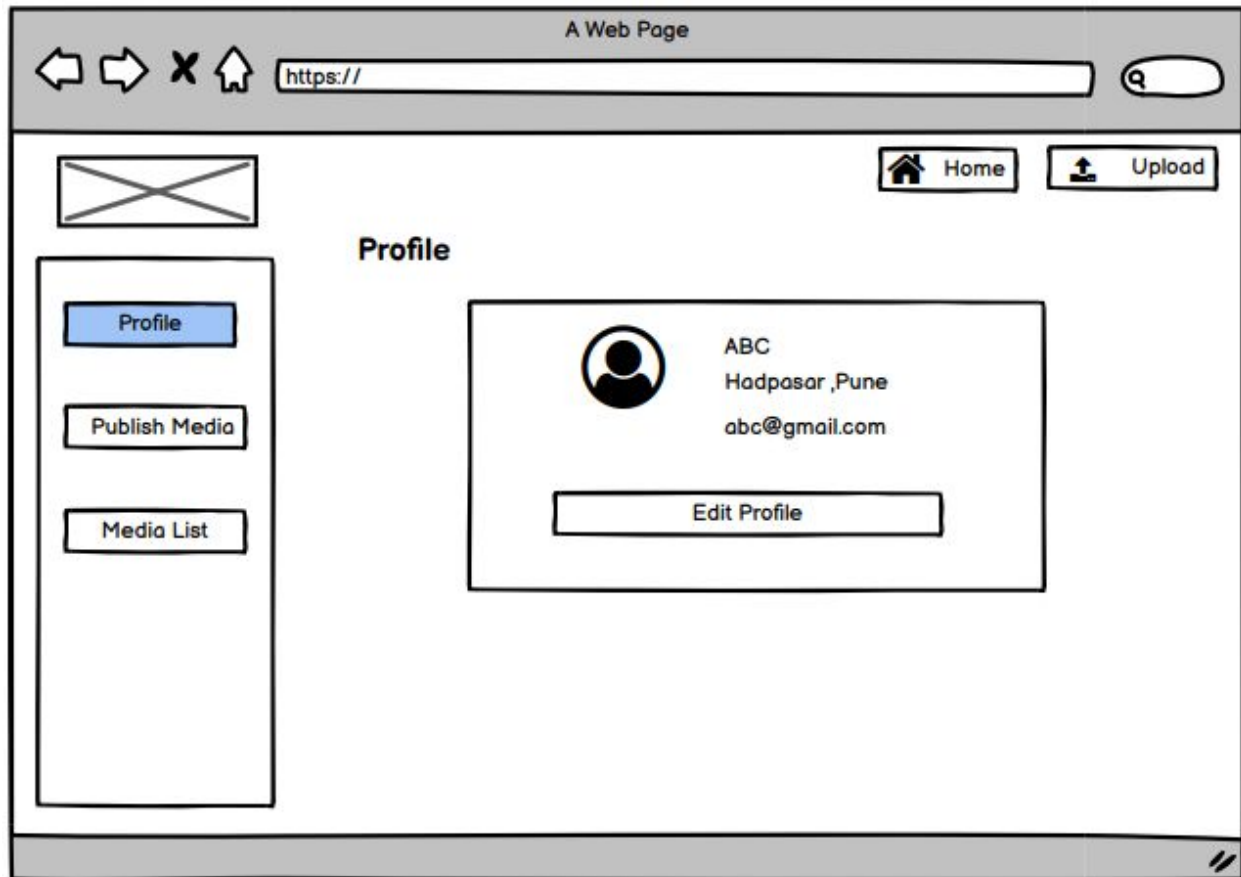 A Web Page
https://
Home
Upload
Profile
Profile
Publish Media
Media List
ABC
Hadpasar ,Pune
abc@gmail.com
Edit Profile